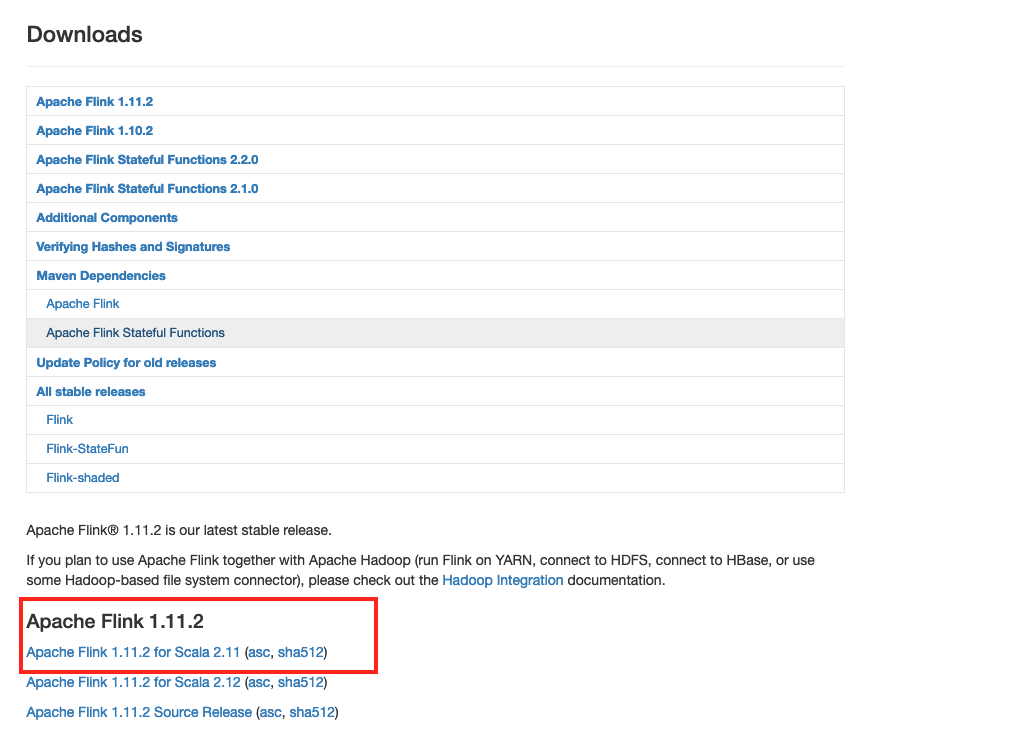 Downloads
Apache Flink 1.11.2
Apache Flink 1.10.2
Apache Flink Stateful Functions 2.2.0
Apache Flink Stateful Functions 2.1.0
Additional Components
Verifying Hashes and Signatures
Maven Dependencies
Apache Flink
Apache Flink Stateful Functions
Update Policy for old releases
All stable releases
Flink
Flink-StateFun
Flink-shaded
Apache Flink® 1.11.2 is our latest stable release.
If you plan to use Apache Flink together with Apache Hadoop (run Flink on YARN, connect to HDFS, connect to HBase, or use
some Hadoop-based file system connector), please check out the Hadoop Integration documentation.
Apache Flink 1.11.2
Apache Flink 1.11.2 for Scala 2.11 (asc, sha512)
Apache Flink 1.11.2 for Scala 2.12 (asc, sha512)
Apache Flink 1.11.2 Source Release (asc, sha512)